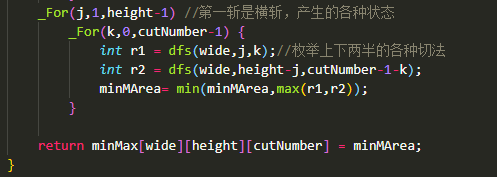 _For(j,1,height-1) //第一斩是横斩，产生的各种状态
_For(k,0,cutNumber-1) {
int r1 = dfs(wide,j,k);//枚举上下两半的各种切法
int r2 = dfs(wide,height-j,cutNumber-1-k);
minMArea= min(minMArea,max(r1,r2));
}
return minMax[wide][height][cutNumber] = minMArea;
}